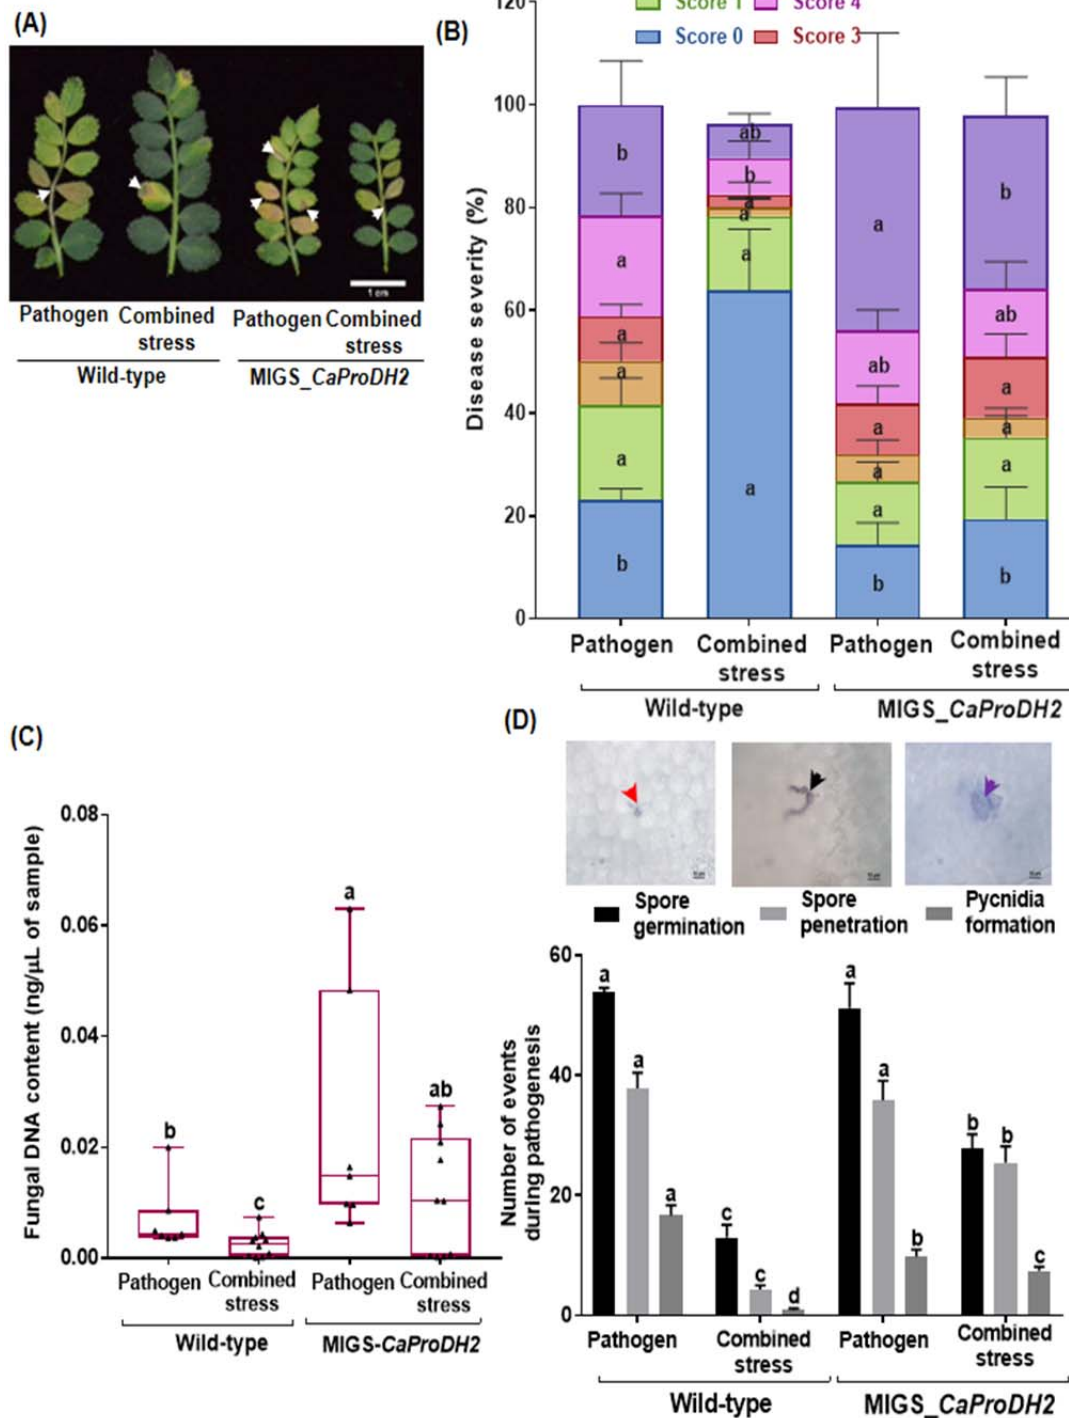 (A)
1 cm
Pathogen Combined
stress
Pathogen Combined
stress
Wild-type
MIGS_CaProDH2
(B)
Score 1
Score 4
Score 0
Score 3
Disease severity (%)
120
100
80
60
40
20
0
b
a
a
a
a
b
ab
b
a
a
a
a
a
ab
a
a
a
b
b
ab
a
a
a
b
Pathogen
Combined
stress
Pathogen
Combined
stress
Wild-type
MIGS_CaProDH2
(C)
Fungal DNA content (ng/µL of sample)
0.08
0.06
0.04
0.02
0.00
b
c
a
ab
Pathogen
Combined
stress
Pathogen
Combined
stress
Wild-type
MIGS-CaProDH2
(D)
Spore
germination
Spore
penetration
Pycnidia
formation
Number of events
during pathogenesis
60
40
20
0
a
a
a
c
c
d
a
a
b
b
b
c
Pathogen
Combined
stress
Pathogen
Combined
stress
Wild-type
MIGS_CaProDH2